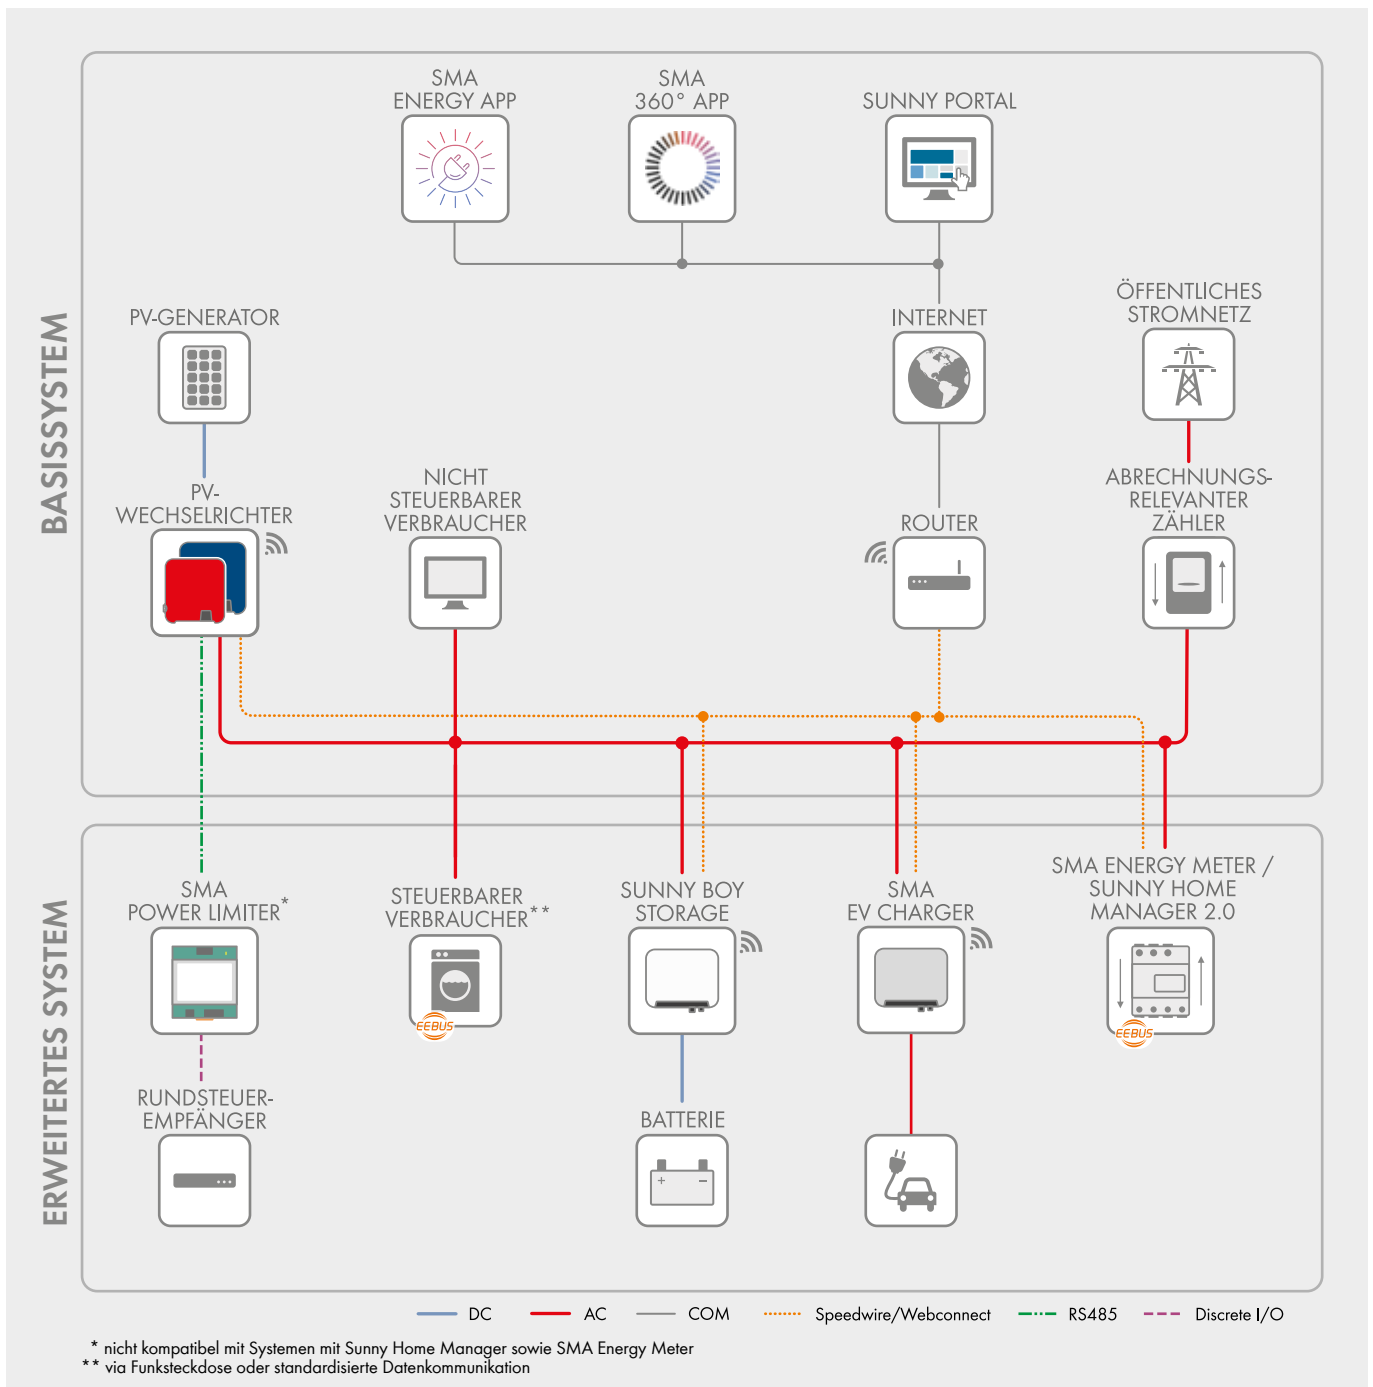 BASISSYSTEM
SMA
ENERGY APP
SMA
360° APP
SUNNY PORTAL
PV-GENERATOR
INTERNET
ÖFFENTLICHES
STROMNETZ
PV-
WECHSELRICHTER
NICHT
STEUERBARER
VERBRAUCHER
ROUTER
ABRECHNUNGS-
RELEVANTER
ZÄHLER
ERWEITERTES SYSTEM
SMA
POWER LIMITER*
STEUERBARER
VERBRAUCHER**
EEBUS
SUNNY BOY
STORAGE
SMA
EV CHARGER
SMA ENERGY METER /
SUNNY HOME
MANAGER 2.0
EEBUS
RUNDSTEUER-
EMPFÄNGER
BATTERIE
+ −
DC
AC
COM
Speedwire/Webconnect
RS485
Discrete I/O
* nicht kompatibel mit Systemen mit Sunny Home Manager sowie SMA Energy Meter
** via Funksteckdose oder standardisierte Datenkommunikation